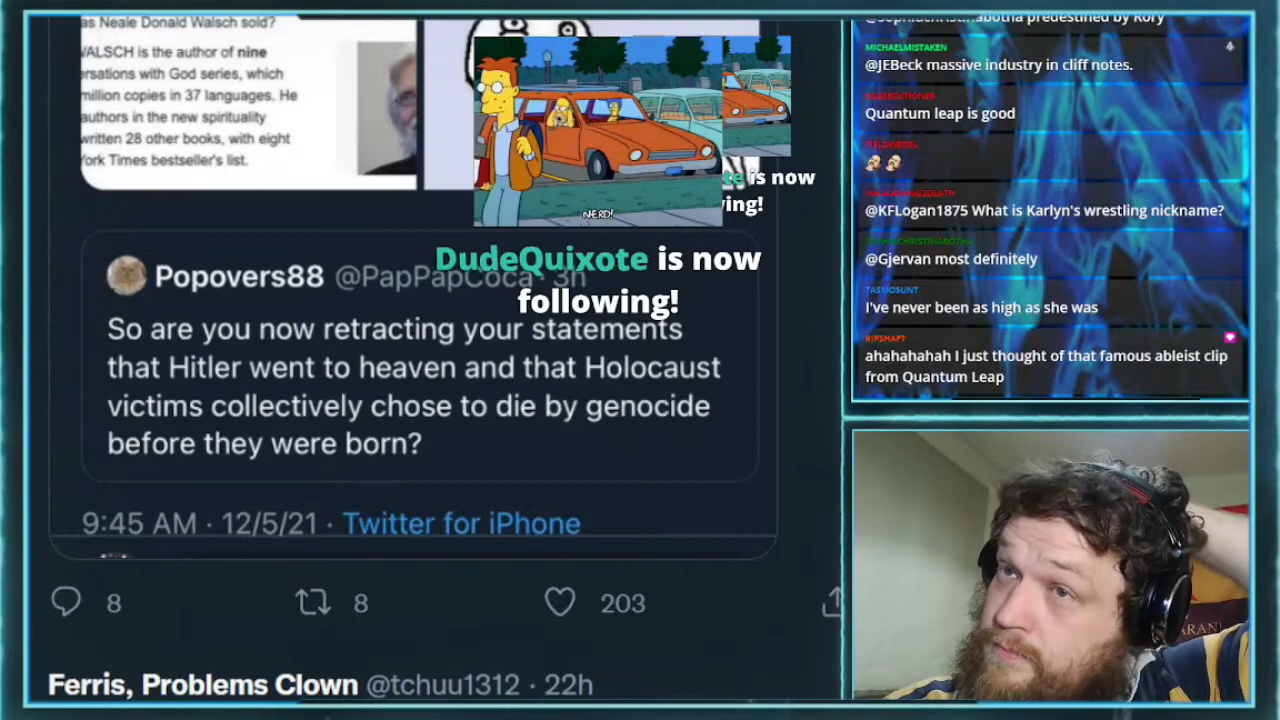 as Neale Donald Walsch sold?
WALSCH is the author of nine
ersations with God series, which
million copies in 37 languages. He
authors in the new spirituality
written 28 other books, with eight
York Times bestseller's list.
NERD!
is now
ing!
DudeQuixote is now
following!
Popovers88 @PapPapCoca · 3h
So are you now retracting your statements
that Hitler went to heaven and that Holocaust
victims collectively chose to die by genocide
before they were born?
9:45 AM · 12/5/21 · Twitter for iPhone
8 8 203
Ferris, Problems Clown @tchuu1312 · 22h
predestined by Rory
MICHAELMISTAKEN
@JEBeck massive industry in cliff notes.
Quantum leap is good
@KFLogan1875 What is Karlyn's wrestling nickname?
@Gjervan most definitely
TASMOSUNT
I've never been as high as she was
RIPSHAFT
ahahahahah I just thought of that famous ableist clip
from Quantum Leap